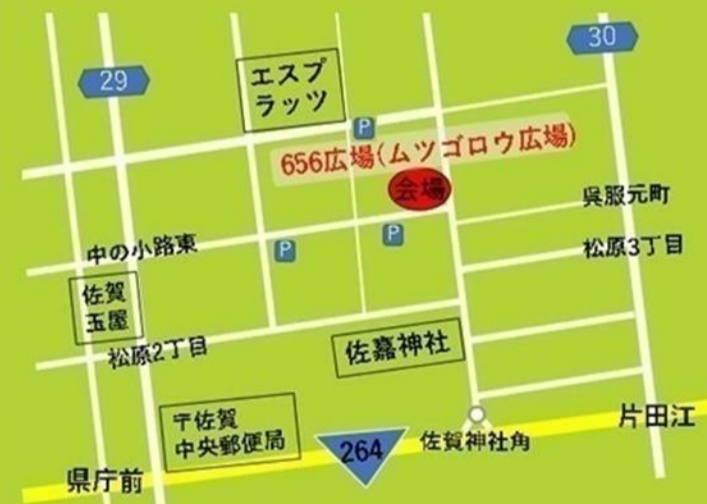 30
29
エスプ
ラッツ
P
656広場(ムツゴロウ広場)
会場
呉服元町
P
P
中の小路東
松原3丁目
佐賀
玉屋
松原2丁目
佐嘉神社
〒佐賀
中央郵便局
264
佐賀神社角
片田江
県庁前